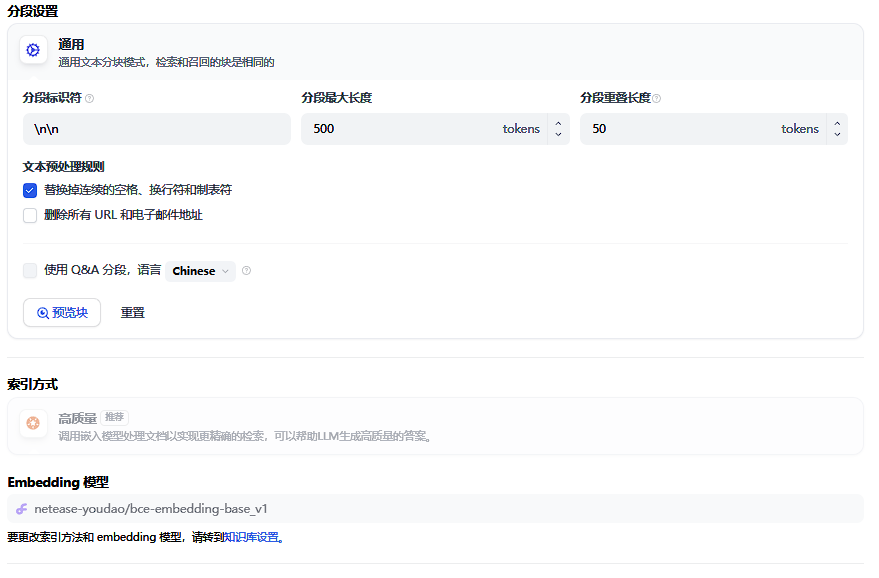 分段设置
通用
通用文本分块模式，检索和召回的块是相同的
分段标识符 分段最大长度 分段重叠长度
\n\n 500 tokens 50 tokens
文本预处理规则
替换掉连续的空格、换行符和制表符
删除所有 URL 和电子邮件地址
使用 Q&A 分段，语言 Chinese
预览块 重置
索引方式
高质量 推荐
调用嵌入模型处理文档以实现更精确的检索，可以帮助LLM生成高质量的答案。
Embedding 模型
netease-youdao/bce-embedding-base_v1
要更改索引方法和 embedding 模型，请转到知识库设置。